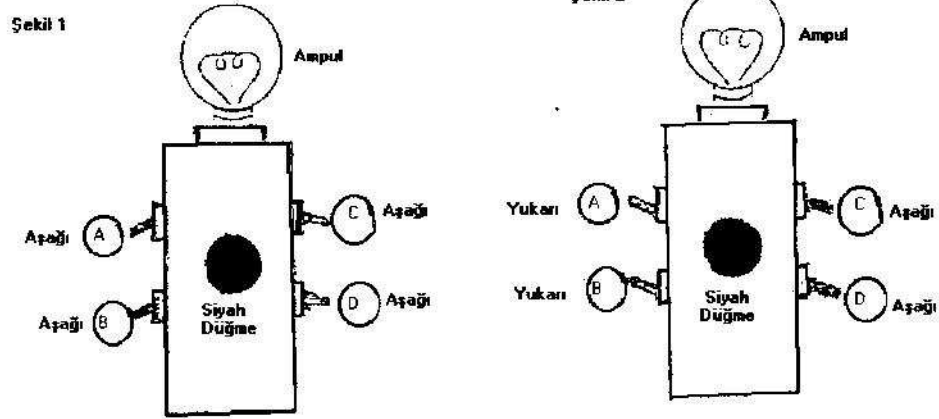 Şekil 1
Ampul
A
Aşağı
C
Aşağı
B
Aşağı
D
Aşağı
Siyah
Düğme
Ampul
Yukarı
A
C
Aşağı
Yukarı
B
D
Aşağı
Siyah
Düğme